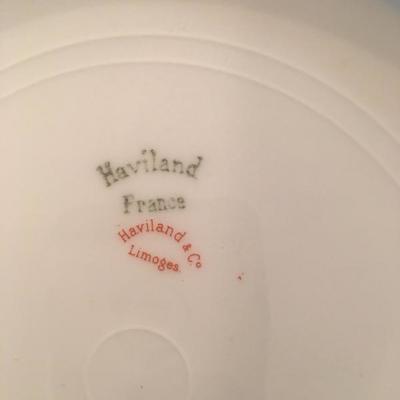 Haviland
France
Haviland & Co
Limoges.